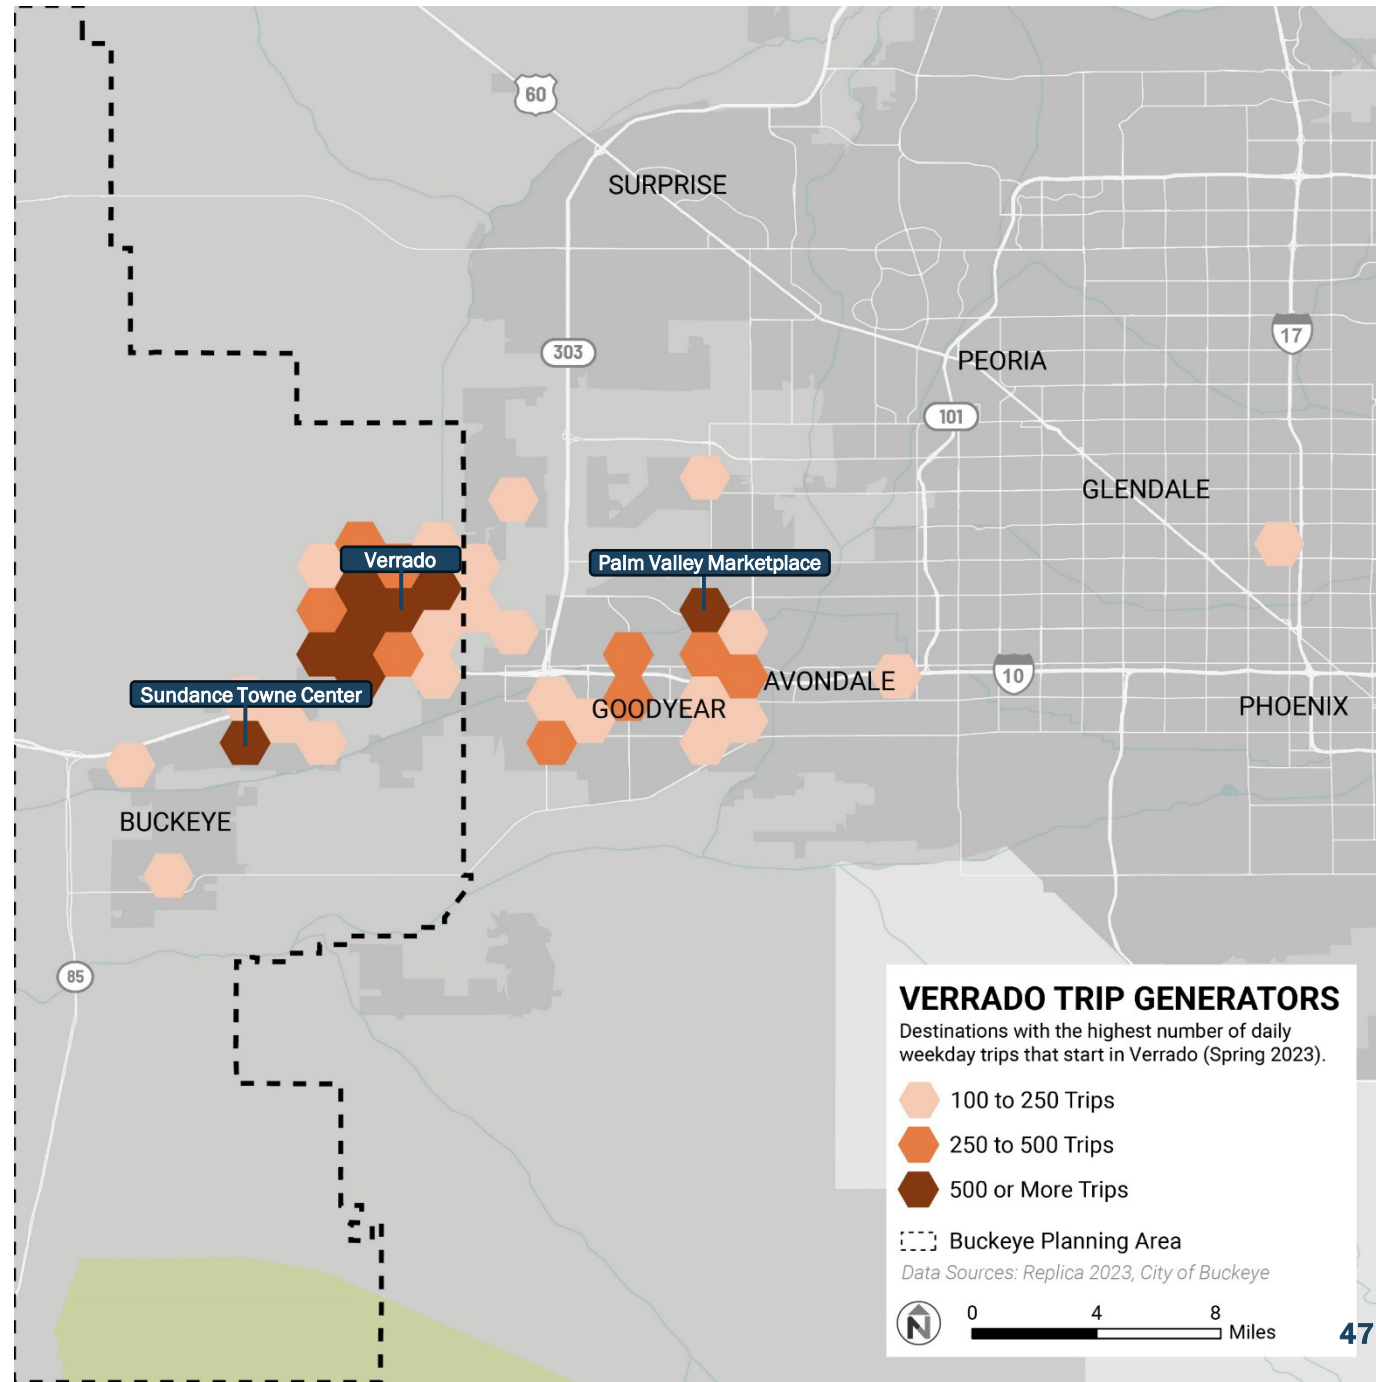 60
SURPRISE
303
17
PEORIA
101
GLENDALE
Verrado
Palm Valley Marketplace
10
AVONDALE
Sundance Towne Center
GOODYEAR
PHOENIX
BUCKEYE
85
VERRADO TRIP GENERATORS
Destinations with the highest number of daily
weekday trips that start in Verrado (Spring 2023).
100 to 250 Trips
250 to 500 Trips
500 or More Trips
Buckeye Planning Area
Data Sources: Replica 2023, City of Buckeye
N
0 4 8
Miles
47